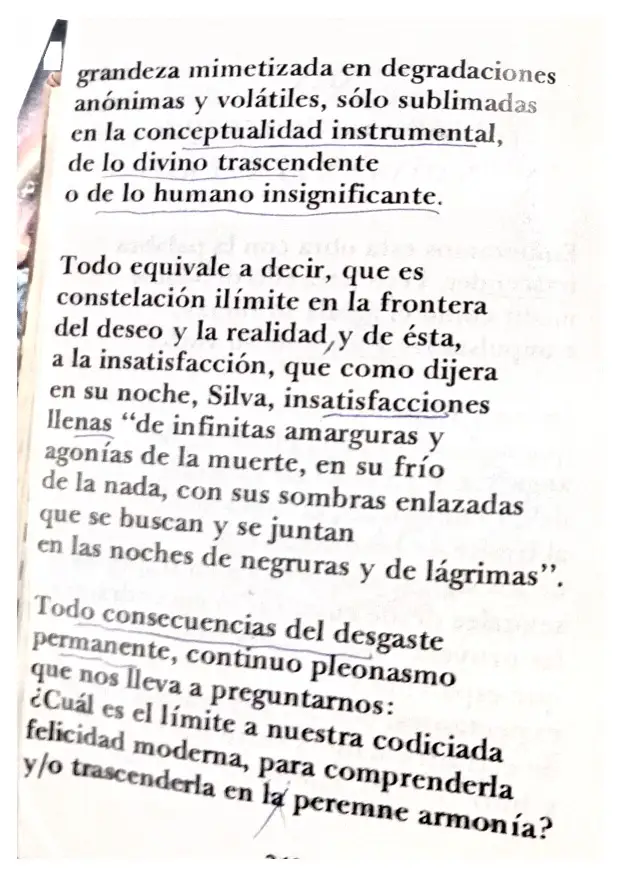 grandeza mimetizada en degradaciones
anónimas y volátiles, sólo sublimadas
en la conceptualidad instrumental,
de lo divino trascendente
o de lo humano insignificante.
Todo equivale a decir, que es
constelación ilímite en la frontera
del deseo y la realidad, y de ésta,
a la insatisfacción, que como dijera
en su noche, Silva, insatisfacciones
llenas “de infinitas amarguras y
agonías de la muerte, en su frío
de la nada, con sus sombras enlazadas
que se buscan y se juntan
en las noches de negruras y de lágrimas”.
Todo consecuencias del desgaste
permanente, continuo pleonasmo
que nos lleva a preguntarnos:
¿Cuál es el límite a nuestra codiciada
felicidad moderna, para comprenderla
y/o trascenderla en la peremne armonía?